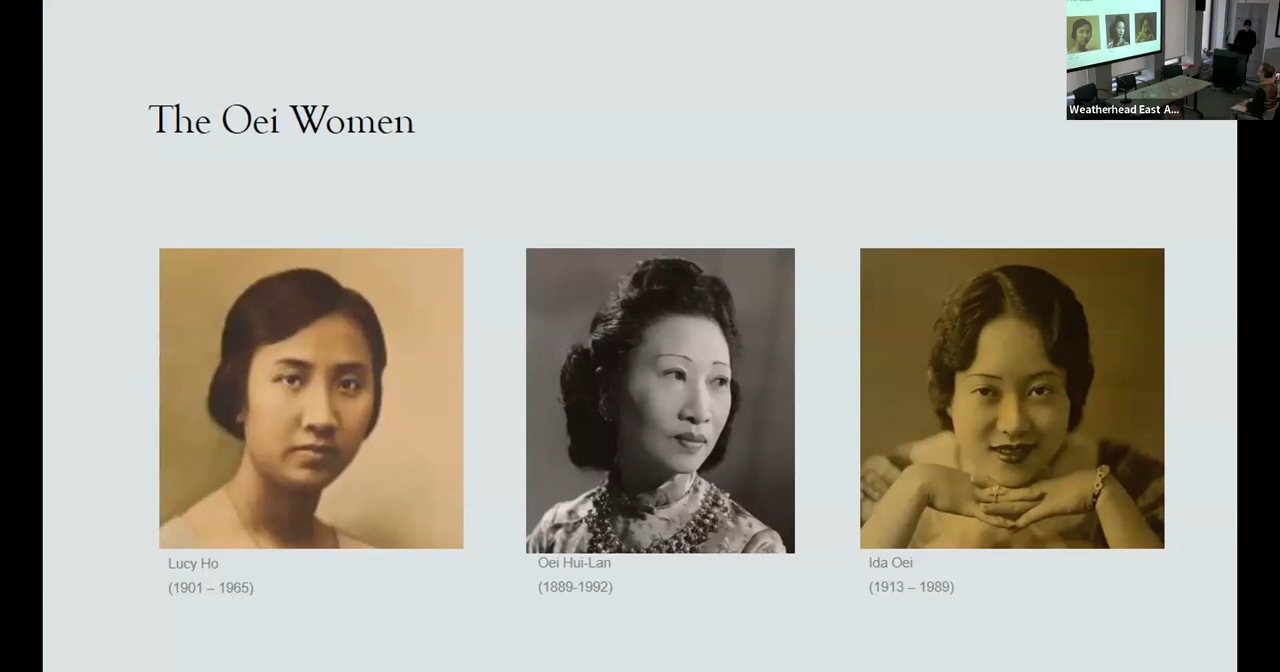 The Oei Women
Weatherhead East A...
Lucy Ho
(1901 – 1965)
Oei Hui-Lan
(1889-1992)
Ida Oei
(1913 – 1989)